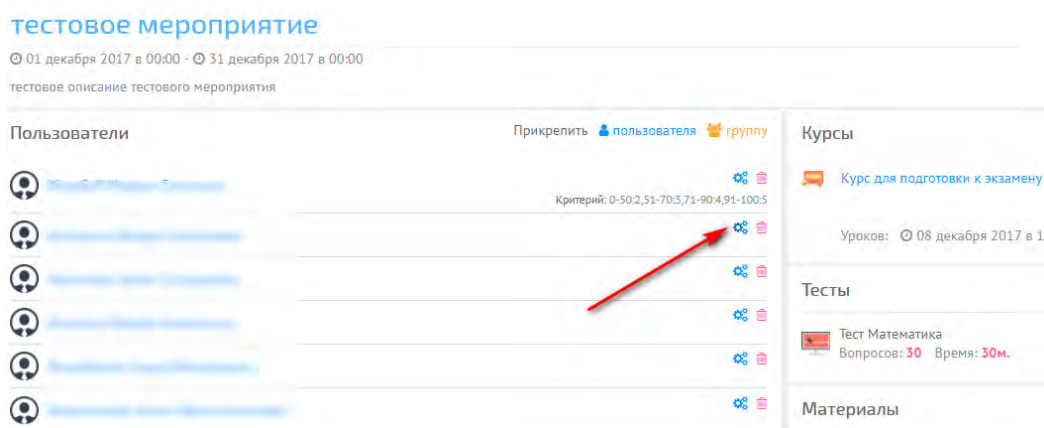 тестовое мероприятие
01 декабря 2017 в 00:00 - 31 декабря 2017 в 00:00
тестовое описание тестового мероприятия
Пользователи
Прикрепить пользователя группу
Критерий: 0-50:2,51-70:3,71-90:4,91-100:5
Курсы
Курс для подготовки к экзамену
Уроков: 08 декабря 2017 в 1
Тесты
Тест Математика
Вопросов: 30 Время: 30м.
Материалы